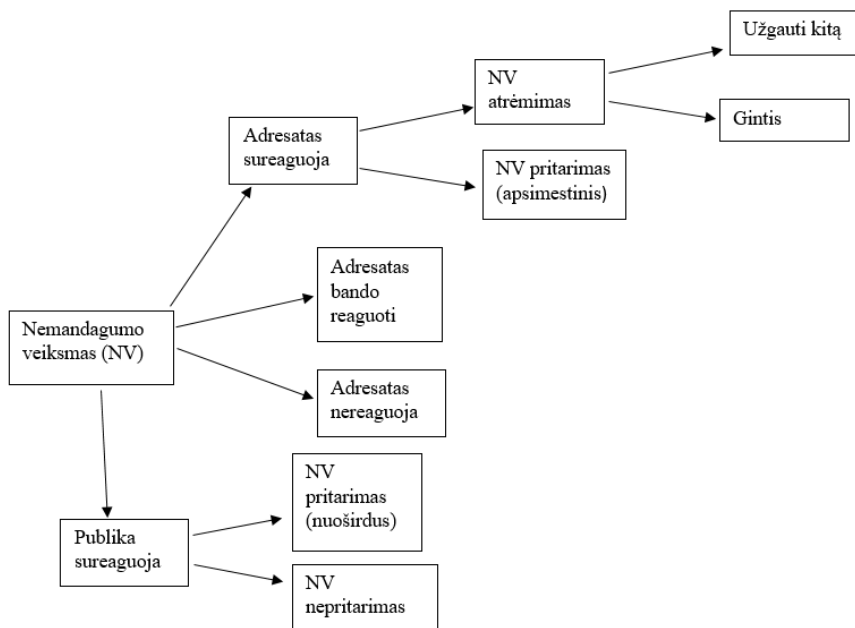 Užgauti kitą
NV
atrėmimas
Gintis
Adresatas
sureaguoja
NV pritarimas
(apsimestinis)
Adresatas
bando
reaguoti
Nemandagumo
veiksmas (NV)
Adresatas
nereaguoja
NV
pritarimas
(nuoširdus)
Publika
sureaguoja
NV
nepritarimas